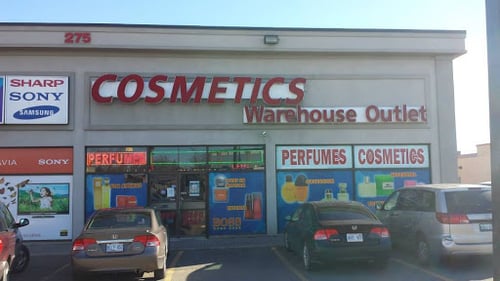 275
COSMETICS
Warehouse Outlet
SHARP
SONY
SAMSUNG
SONY
PERFUMES
PERFUMES
COSMETICS